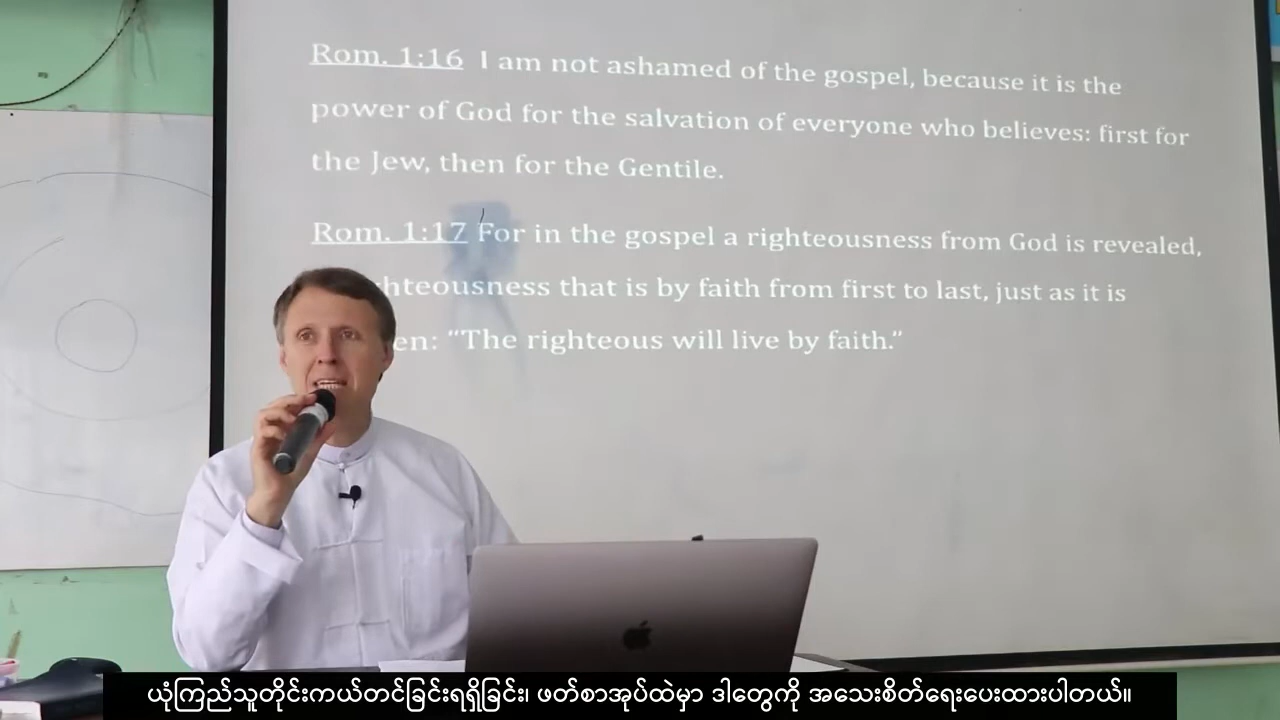 Rom. 1:16 I am not ashamed of the gospel, because it is the
power of God for the salvation of everyone who believes: first for
the Jew, then for the Gentile.
Rom. 1:17 For in the gospel a righteousness from God is revealed,
hteousness that is by faith from first to last, just as it is
en: “The righteous will live by faith.”
ယုံကြည်သူတိုင်းကယ်တင်ခြင်းရရှိခြင်း၊ ဖတ်စာအုပ်ထဲမှာ ဒါတွေကို အသေးစိတ်ရေးပေးထားပါတယ်။